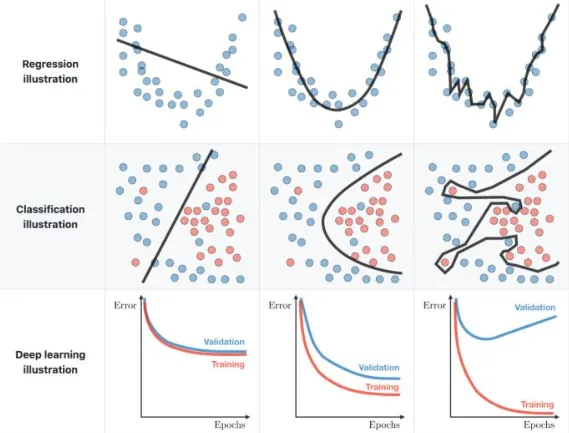 Regression
illustration
Classification
illustration
Deep learning
illustration
Error
Validation
Training
Epochs
Error
Validation
Training
Epochs
Error
Validation
Training
Epochs